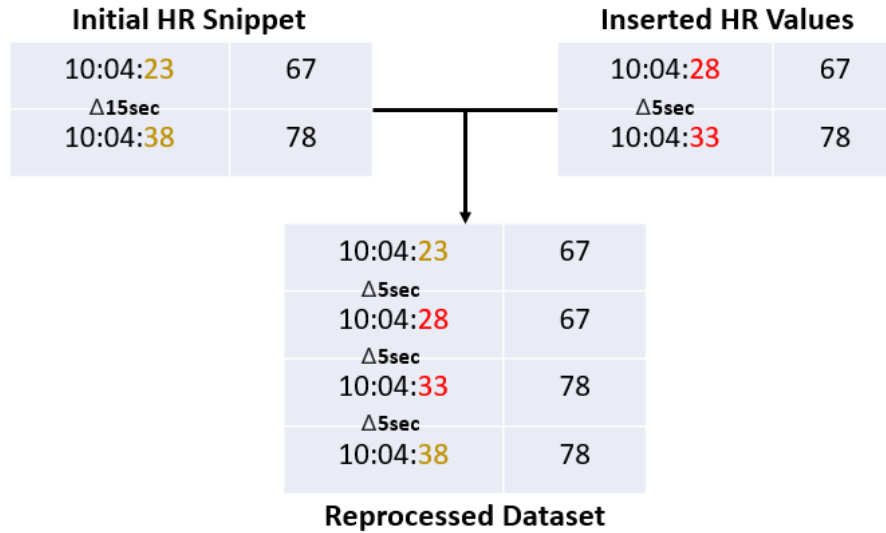 Initial HR Snippet
10:04:23 67
Δ15sec
10:04:38 78
Inserted HR Values
10:04:28 67
Δ5sec
10:04:33 78
10:04:23 67
Δ5sec
10:04:28 67
Δ5sec
10:04:33 78
Δ5sec
10:04:38 78
Reprocessed Dataset